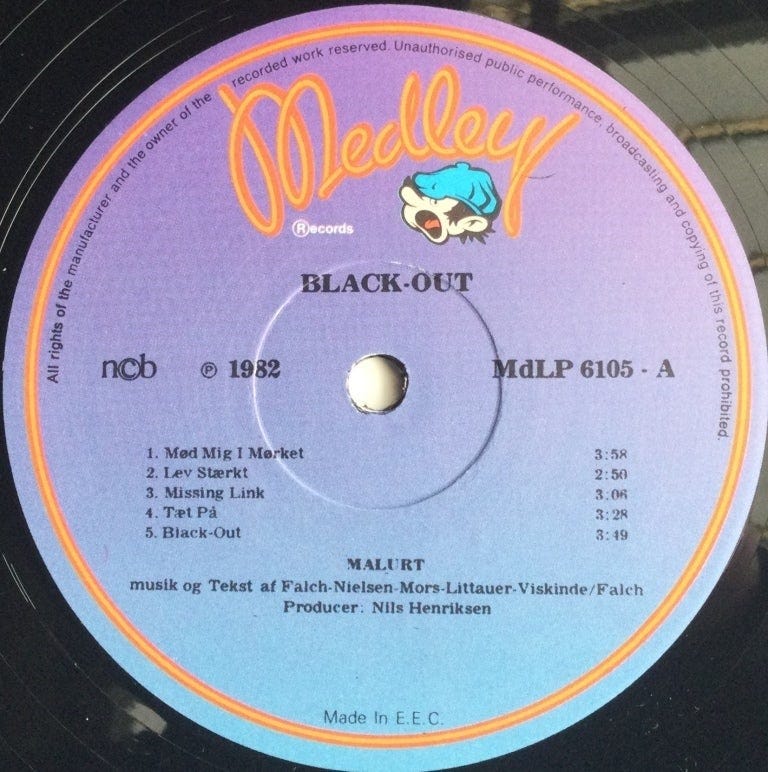 All rights of the manufacturer and the owner of the recorded work reserved. Unauthorised public performance, broadcasting and copying of this record prohibited.
Medley
Ⓡecords
BLACK-OUT
ncb ℗ 1982 MdLP 6105 - A
1. Mød Mig I Mørket 3:58
2. Lev Stærkt 2:50
3. Missing Link 3:06
4. Tæt På 3:28
5. Black-Out 3:49
MALURT
musik og Tekst af Falch-Nielsen-Mors-Littauer-Viskinde/Falch
Producer: Nils Henriksen
Made In E.E.C.